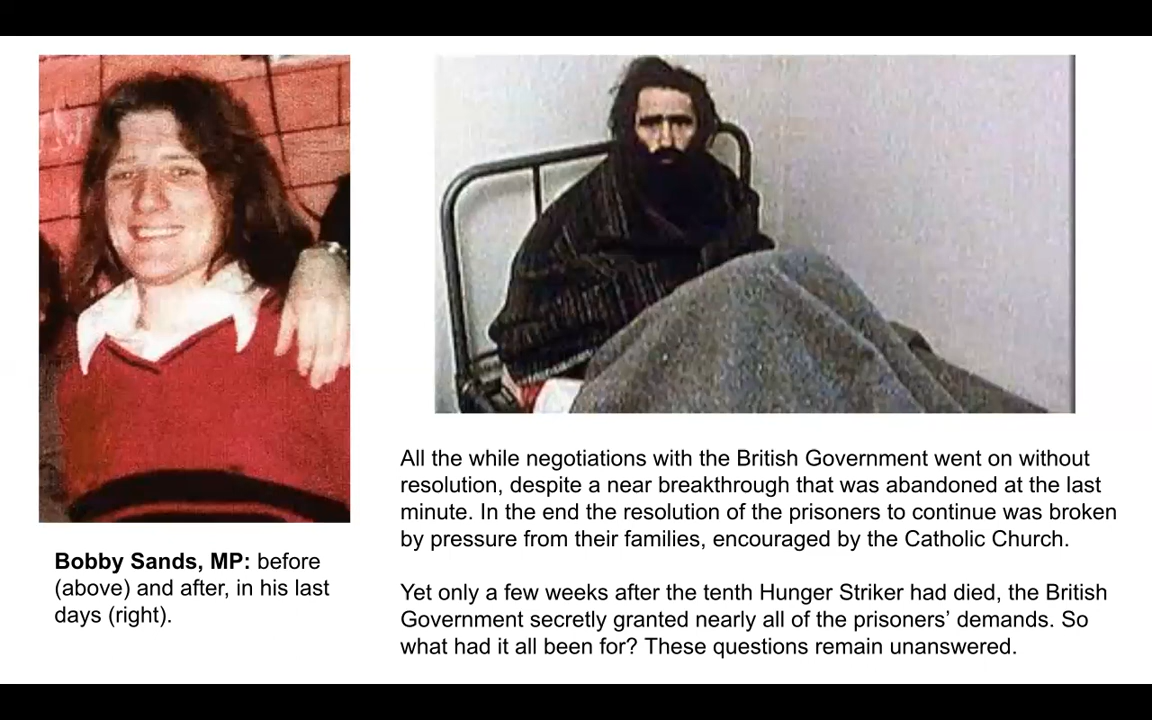 Bobby Sands, MP: before
(above) and after, in his last
days (right).
All the while negotiations with the British Government went on without
resolution, despite a near breakthrough that was abandoned at the last
minute. In the end the resolution of the prisoners to continue was broken
by pressure from their families, encouraged by the Catholic Church.
Yet only a few weeks after the tenth Hunger Striker had died, the British
Government secretly granted nearly all of the prisoners’ demands. So
what had it all been for? These questions remain unanswered.